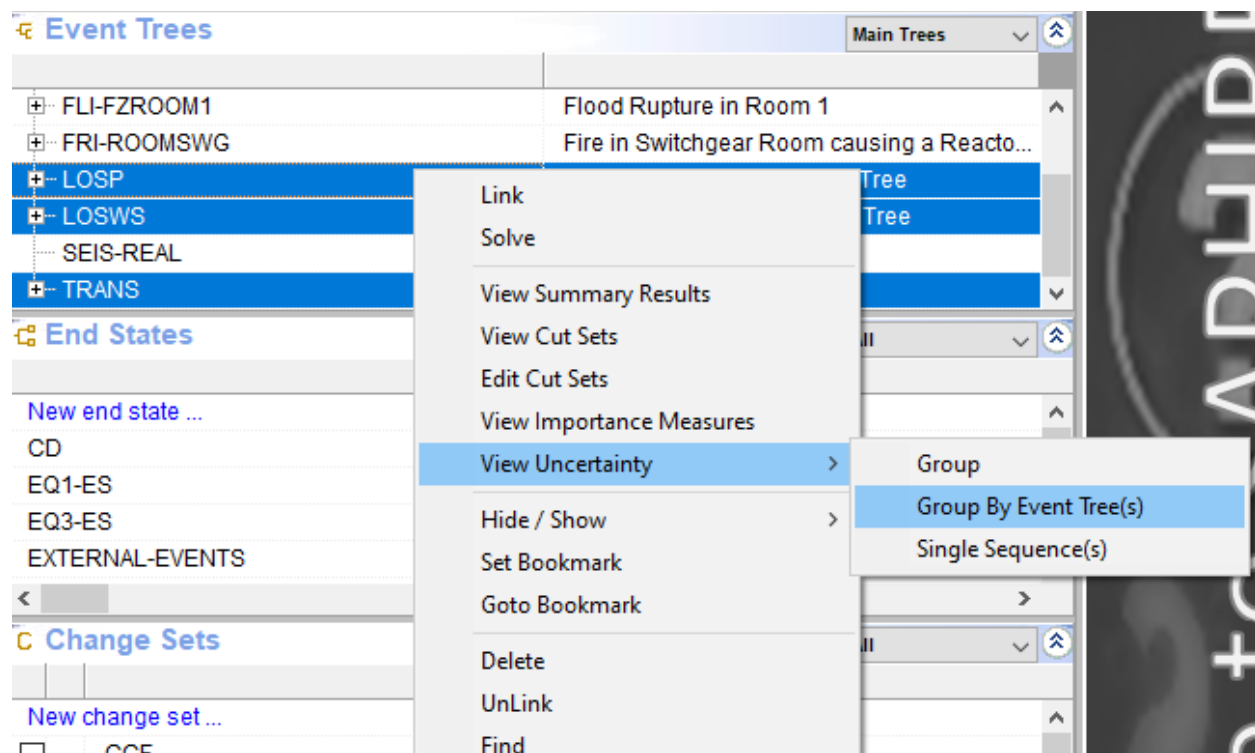 Event Trees
Main Trees
FLI-FZROOM1 Flood Rupture in Room 1
FRI-ROOMSWG Fire in Switchgear Room causing a Reacto...
LOSP Tree
LOSWS Tree
SEIS-REAL
TRANS
Link
Solve
View Summary Results
View Cut Sets
Edit Cut Sets
View Importance Measures
View Uncertainty
Hide / Show
Set Bookmark
Goto Bookmark
Delete
UnLink
Find
Group
Group By Event Tree(s)
Single Sequence(s)
End States
New end state ...
CD
EQ1-ES
EQ3-ES
EXTERNAL-EVENTS
Change Sets
New change set ...